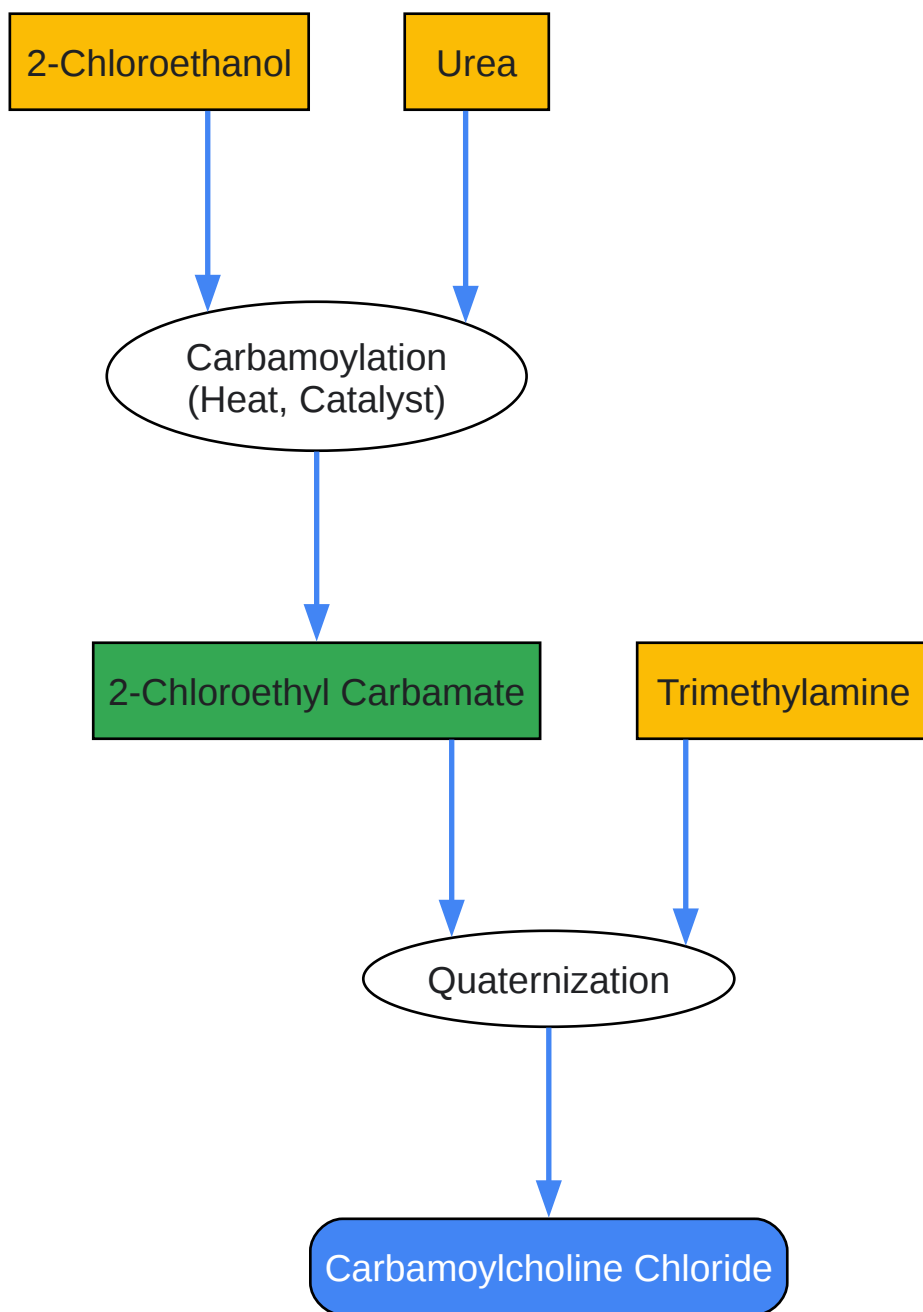 2-Chloroethanol
Urea
Carbamoylation
(Heat, Catalyst)
2-Chloroethyl Carbamate
Trimethylamine
Quaternization
Carbamoylcholine Chloride